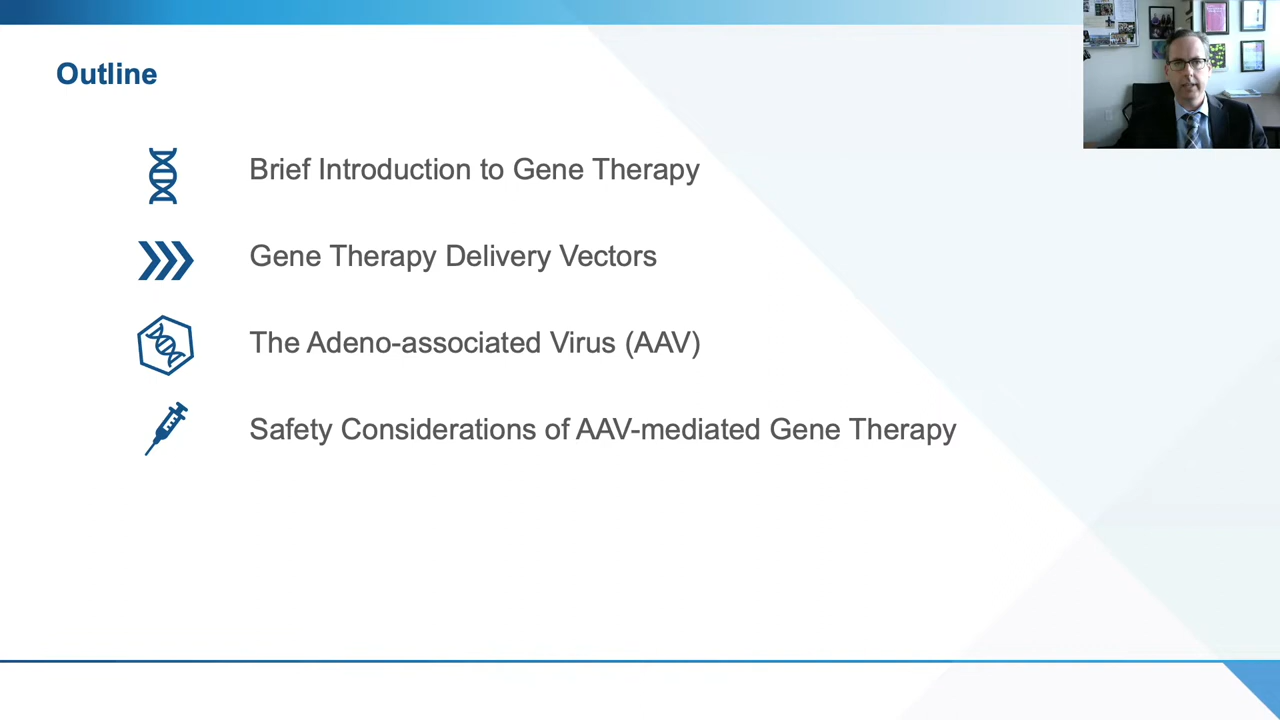 Outline
Brief Introduction to Gene Therapy
Gene Therapy Delivery Vectors
The Adeno-associated Virus (AAV)
Safety Considerations of AAV-mediated Gene Therapy